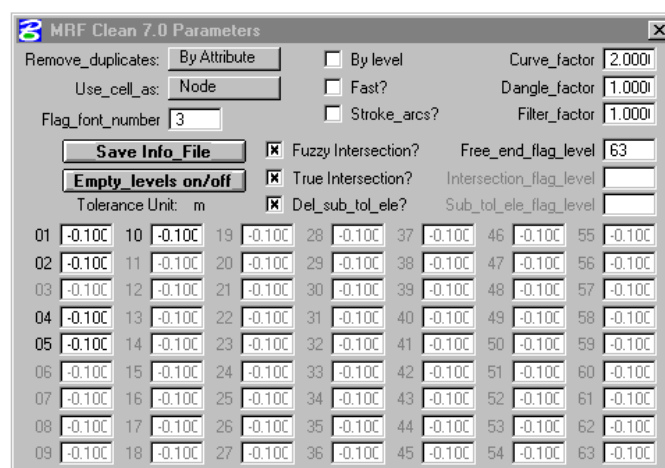 MRF Clean 7.0 Parameters
Remove_duplicates: By Attribute By level Curve_factor 2.000
Use_cell_as: Node Fast? Dangle_factor 1.000
Flag_font_number 3 Stroke_arcs? Filter_factor 1.000
Save Info_File Fuzzy Intersection? Free_end_flag_level 63
Empty_levels on/off True Intersection? Intersection_flag_level
Tolerance Unit: m Del_sub_tol_ele? Sub_tol_ele_flag_level
01 -0.100 10 -0.100 19 -0.100 28 -0.100 37 -0.100 46 -0.100 55 -0.100
02 -0.100 11 -0.100 20 -0.100 29 -0.100 38 -0.100 47 -0.100 56 -0.100
03 -0.100 12 -0.100 21 -0.100 30 -0.100 39 -0.100 48 -0.100 57 -0.100
04 -0.100 13 -0.100 22 -0.100 31 -0.100 40 -0.100 49 -0.100 58 -0.100
05 -0.100 14 -0.100 23 -0.100 32 -0.100 41 -0.100 50 -0.100 59 -0.100
06 -0.100 15 -0.100 24 -0.100 33 -0.100 42 -0.100 51 -0.100 60 -0.100
07 -0.100 16 -0.100 25 -0.100 34 -0.100 43 -0.100 52 -0.100 61 -0.100
08 -0.100 17 -0.100 26 -0.100 35 -0.100 44 -0.100 53 -0.100 62 -0.100
09 -0.100 18 -0.100 27 -0.100 36 -0.100 45 -0.100 54 -0.100 63 -0.100